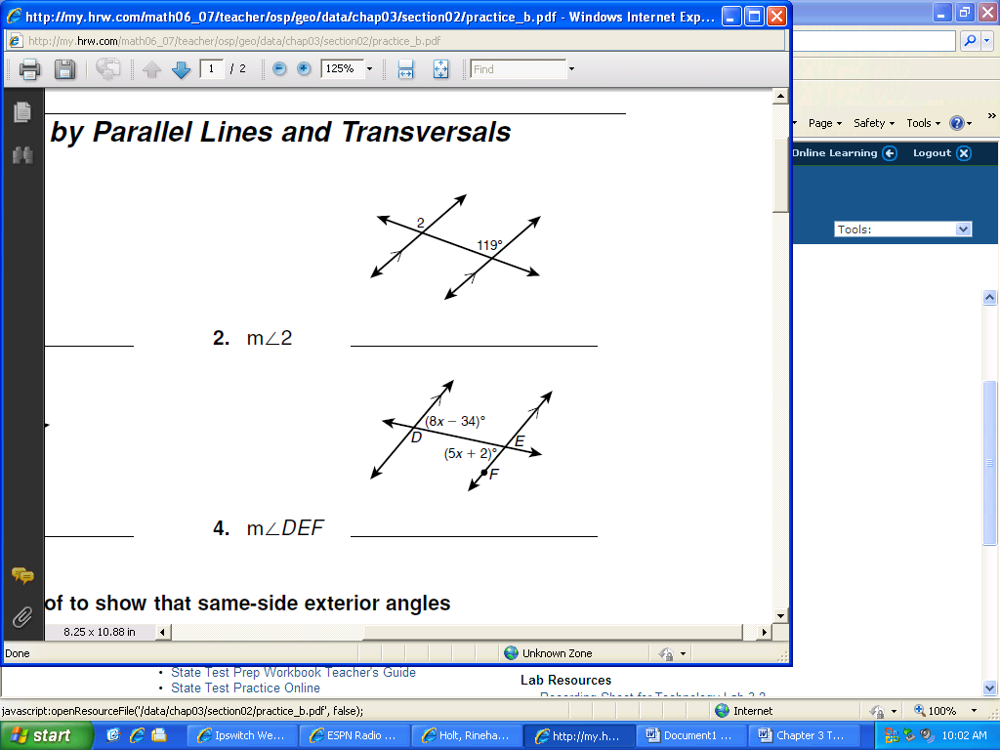 http://my.hrw.com/math06_07/teacher/osp/geo/data/chap03/section02/practice_b.pdf - Windows Internet Exp...
http://my.hrw.com/math06_07/teacher/osp/geo/data/chap03/section02/practice_b.pdf
1 / 2 125% Find
Page Safety Tools ? »
Online Learning Logout
Tools:
by Parallel Lines and Transversals
2
119°
2. m∠2
(8x − 34)°
D
E
(5x + 2)°
F
4. m∠DEF
of to show that same-side exterior angles
8.25 x 10.88 in
Done Unknown Zone
• State Test Prep Workbook Teacher's Guide
• State Test Practice Online
Lab Resources
javascript:openResourceFile('/data/chap03/section02/practice_b.pdf', false);
Internet 100%
start Ipswitch We... ESPN Radio ... Holt, Rineha... http://my.h... Document1 ... Chapter 3 T... 10:02 AM